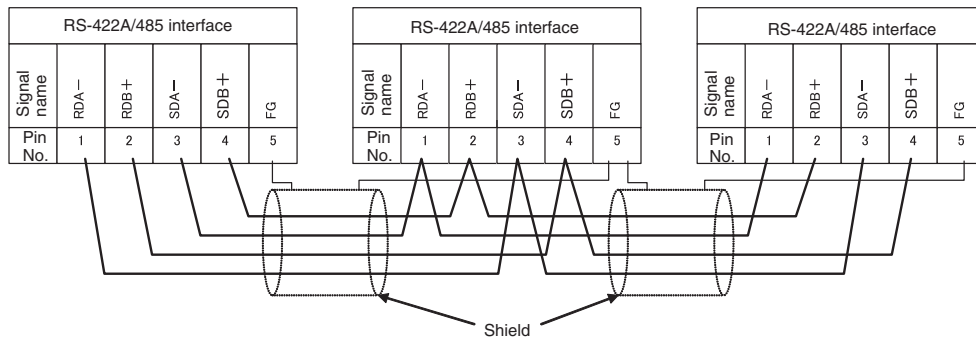 RS-422A/485 interface
Signal name RDA− RDB+ SDA− SDB+ FG
Pin No. 1 2 3 4 5
RS-422A/485 interface
Signal name RDA− RDB+ SDA− SDB+ FG
Pin No. 1 2 3 4 5
RS-422A/485 interface
Signal name RDA− RDB+ SDA− SDB+ FG
Pin No. 1 2 3 4 5
Shield